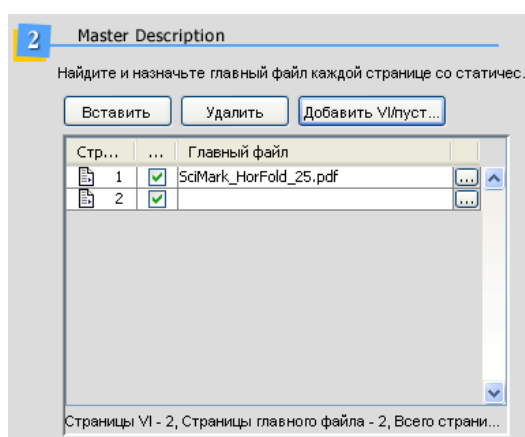 2 Master Description
Найдите и назначьте главный файл каждой странице со статичес.
Вставить Удалить Добавить VI/пуст...
Стр... ... Главный файл
1 SciMark_HorFold_25.pdf ...
2 ...
Страницы VI - 2, Страницы главного файла - 2, Всего страни...